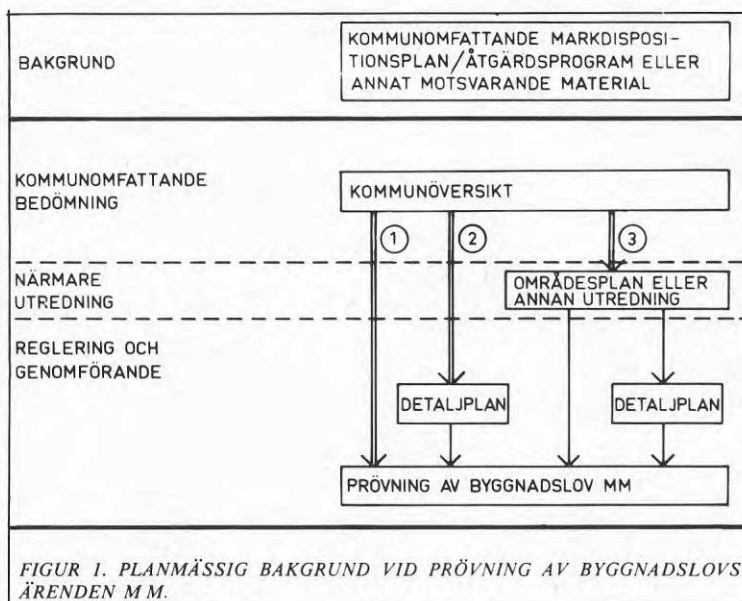 BAKGRUND
KOMMUNOMFATTANDE MARKDISPOSI-
TIONSPLAN/ÅTGÄRDSPROGRAM ELLER
ANNAT MOTSVARANDE MATERIAL
KOMMUNOMFATTANDE
BEDÖMNING
KOMMUNÖVERSIKT
1
2
3
NÄRMARE
UTREDNING
OMRÅDESPLAN ELLER
ANNAN UTREDNING
REGLERING OCH
GENOMFÖRANDE
DETALJPLAN
DETALJPLAN
PRÖVNING AV BYGGNADSLOV MM
FIGUR 1. PLANMÄSSIG BAKGRUND VID PRÖVNING AV BYGGNADSLOVS
ÄRENDEN M M.